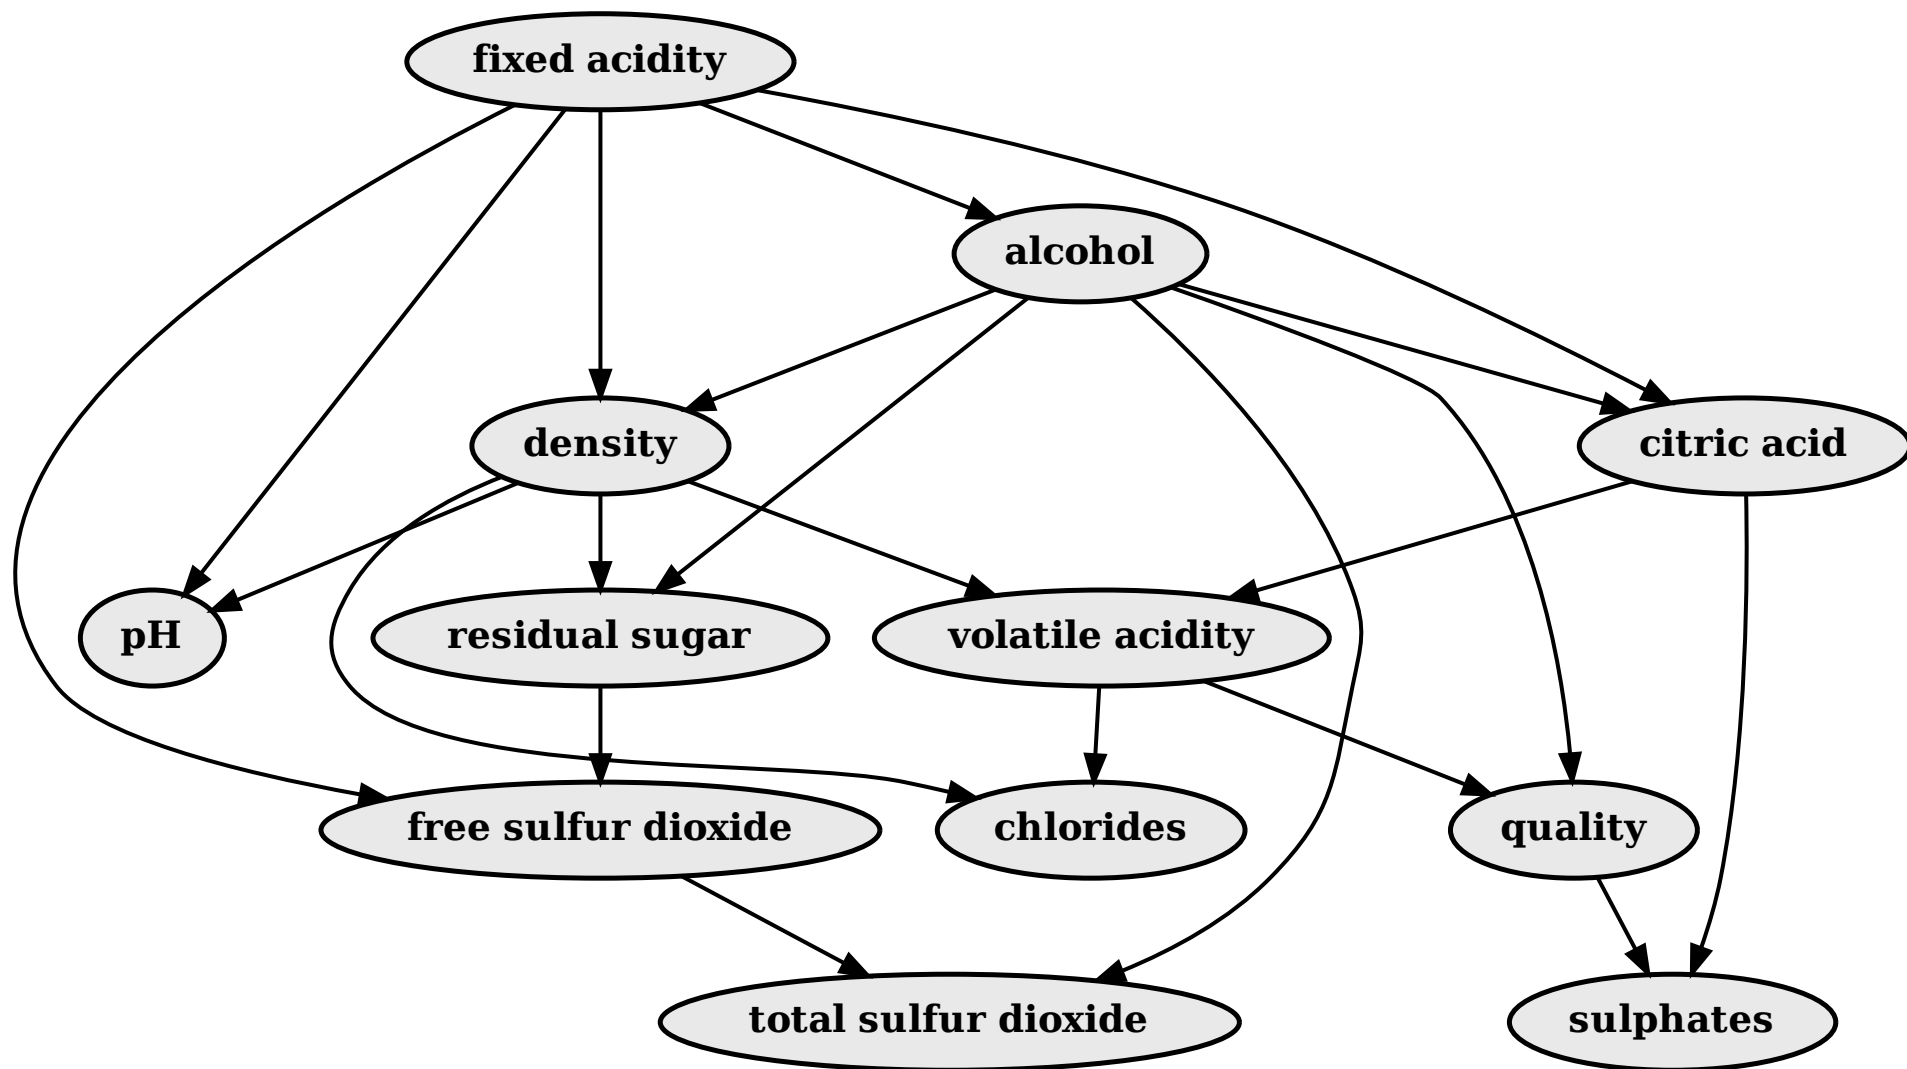 fixed acidity
alcohol
density
citric acid
pH
residual sugar
volatile acidity
free sulfur dioxide
chlorides
quality
total sulfur dioxide
sulphates